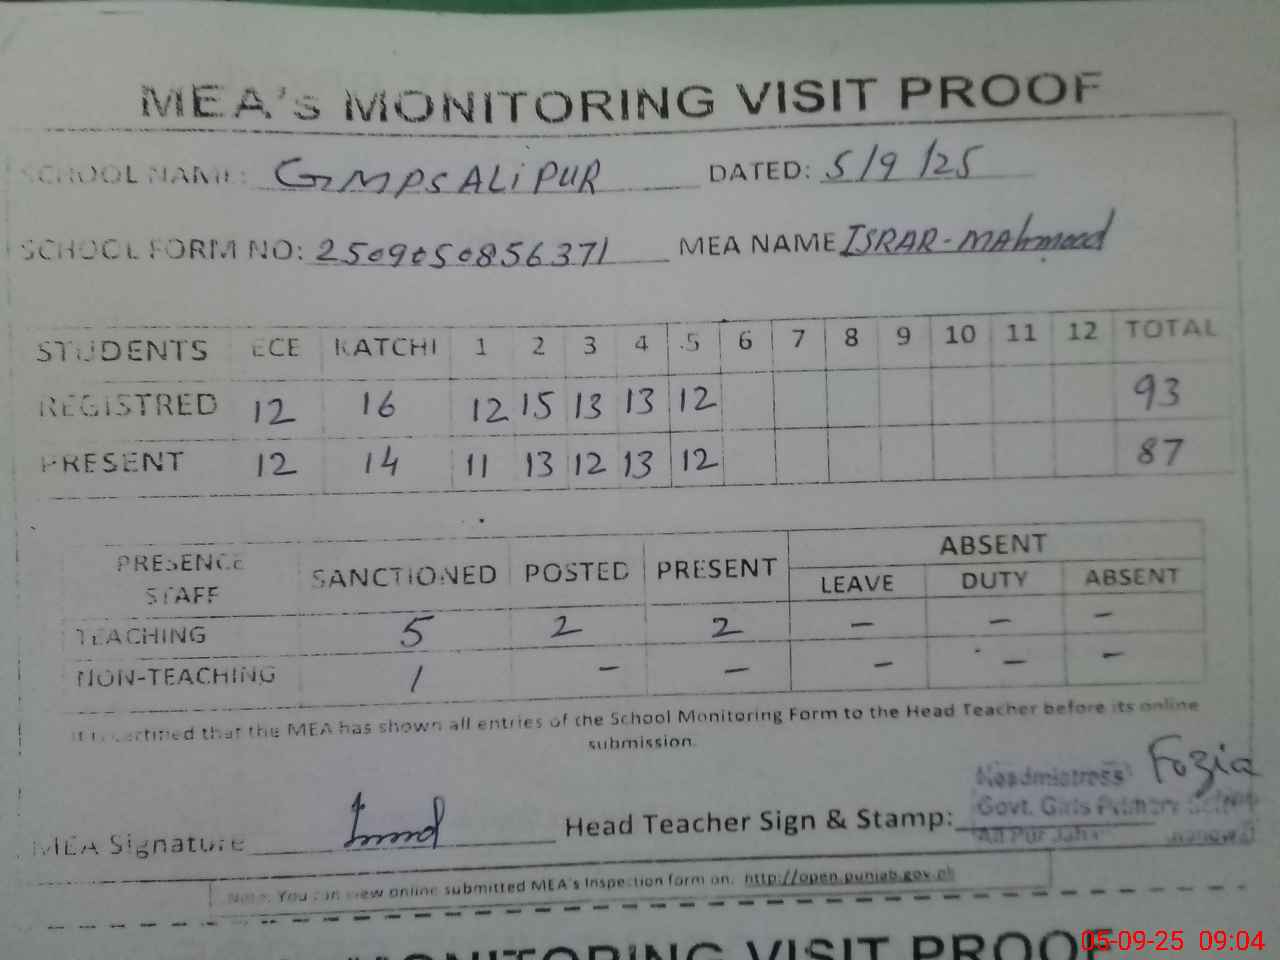 MEA's MONITORING VISIT PROOF
SCHOOL NAME: GMPS ALiPUR DATED: 5/9/25
SCHOOL FORM NO: 2509050856371 MEA NAME ISRAR-MAhmood
STUDENTS ECE KATCHI 1 2 3 4 5 6 7 8 9 10 11 12 TOTAL
REGISTRED 12 16 12 15 13 13 12 93
PRESENT 12 14 11 13 12 13 12 87
PRESENCE STAFF SANCTIONED POSTED PRESENT ABSENT
LEAVE DUTY ABSENT
TEACHING 5 2 2 - - -
NON-TEACHING 1 - - - - -
It is certified that the MEA has shown all entries of the School Monitoring Form to the Head Teacher before its online
submission.
Headmistress Fozia
MEA Signature Head Teacher Sign & Stamp: Govt. Girls Primary School
Ali Pur
Note: You can view online submitted MEA's Inspection form on. http://open.punjab.gov.pk
MONITORING VISIT PROOF
05-09-25 09:04